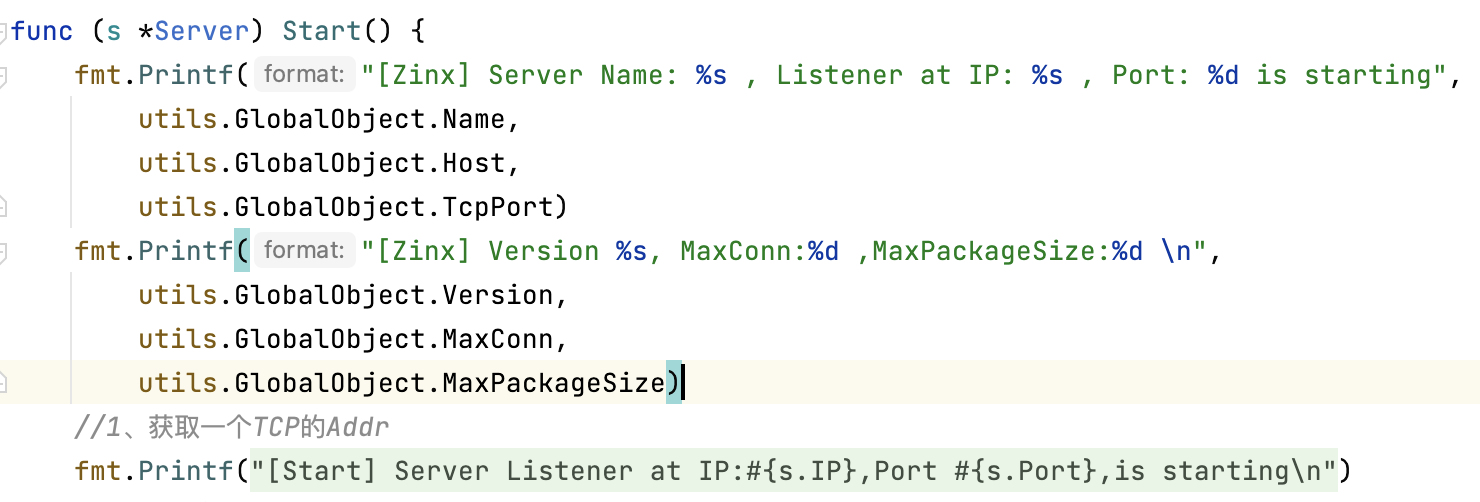 func (s *Server) Start() {
fmt.Printf( format: "[Zinx] Server Name: %s , Listener at IP: %s , Port: %d is starting",
utils.GlobalObject.Name,
utils.GlobalObject.Host,
utils.GlobalObject.TcpPort)
fmt.Printf( format: "[Zinx] Version %s, MaxConn:%d ,MaxPackageSize:%d \n",
utils.GlobalObject.Version,
utils.GlobalObject.MaxConn,
utils.GlobalObject.MaxPackageSize)
//1、获取一个TCP的Addr
fmt.Printf("[Start] Server Listener at IP:#{s.IP},Port #{s.Port},is starting\n")